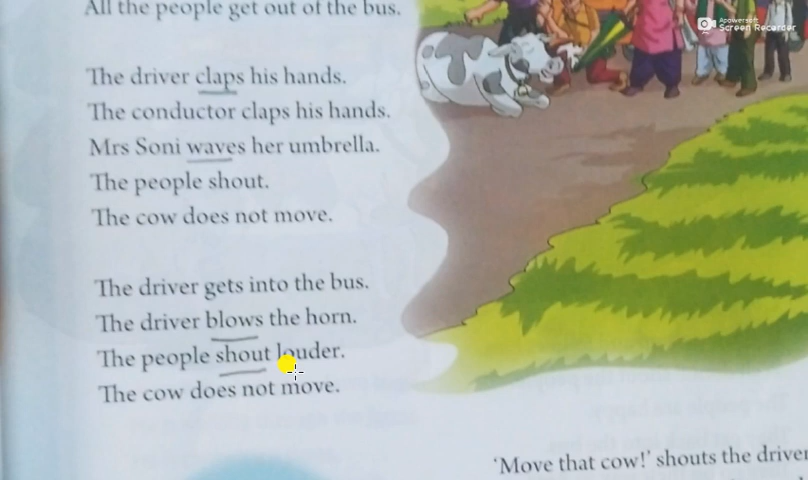 All the people get out of the bus.
The driver claps his hands.
The conductor claps his hands.
Mrs Soni waves her umbrella.
The people shout.
The cow does not move.
The driver gets into the bus.
The driver blows the horn.
The people shout louder.
The cow does not move.
'Move that cow!' shouts the driver
Apowersoft
Screen Recorder